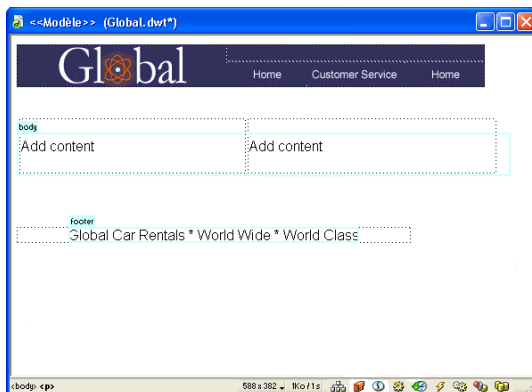 <<Modèle>> (Global.dwt*)
Global
Home Customer Service Home
body
Add content Add content
footer
Global Car Rentals * World Wide * World Class
<body> <p> 588 x 382 1Ko / 1 s